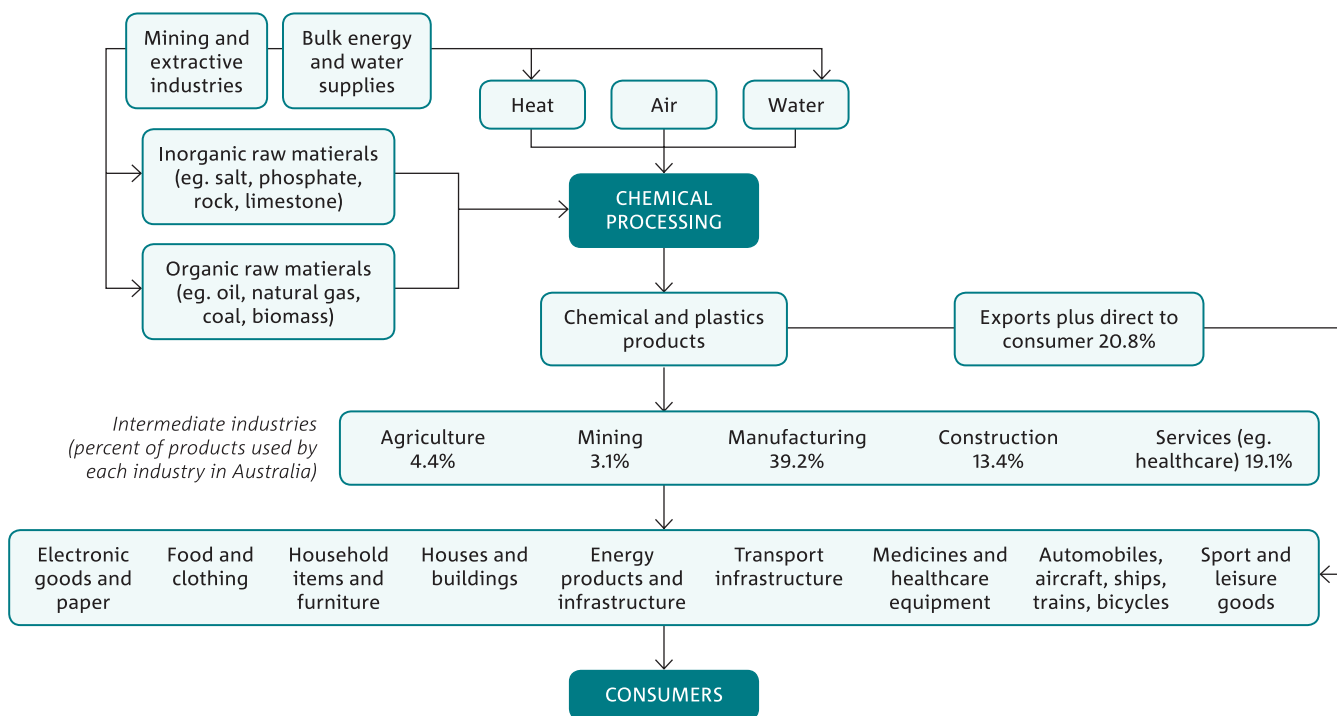 Mining and
extractive
industries
Bulk energy
and water
supplies
Heat
Air
Water
Inorganic raw matierals
(eg. salt, phosphate,
rock, limestone)
CHEMICAL
PROCESSING
Organic raw matierals
(eg. oil, natural gas,
coal, biomass)
Chemical and plastics
products
Exports plus direct to
consumer 20.8%
Intermediate industries
(percent of products used by
each industry in Australia)
Agriculture
4.4%
Mining
3.1%
Manufacturing
39.2%
Construction
13.4%
Services (eg.
healthcare) 19.1%
Electronic
goods and
paper
Food and
clothing
Household
items and
furniture
Houses and
buildings
Energy
products and
infrastructure
Transport
infrastructure
Medicines and
healthcare
equipment
Automobiles,
aircraft, ships,
trains, bicycles
Sport and
leisure
goods
CONSUMERS